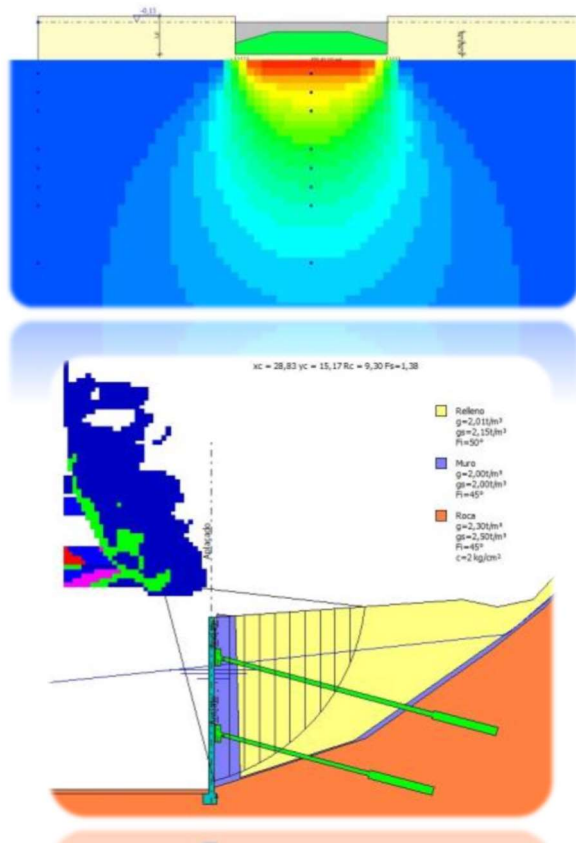 -0,15
xc = 28,83 yc = 15,17 Rc = 9,30 Fs=1,38
Relleno
g=2,01t/m³
gs=2,15t/m³
Fi=50°
Muro
g=2,00t/m³
gs=2,00t/m³
Fi=45°
Roca
g=2,30t/m³
gs=2,50t/m³
Fi=45°
c=2 kg/cm²